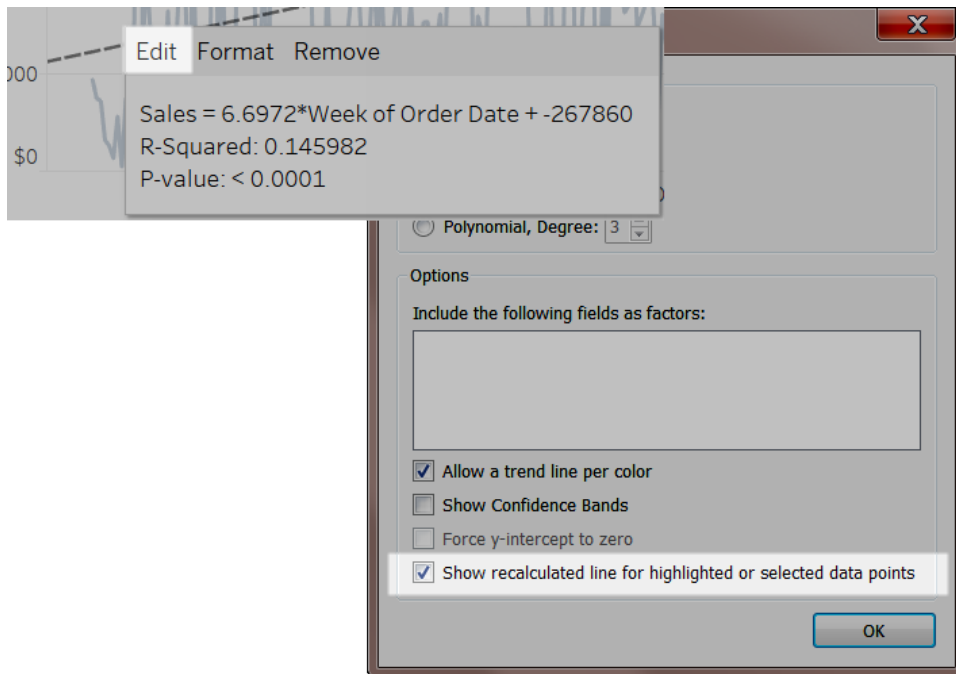 Edit Format Remove
000
Sales = 6.6972*Week of Order Date + -267860
R-Squared: 0.145982
P-value: < 0.0001
$0
Polynomial, Degree: 3
Options
Include the following fields as factors:
Allow a trend line per color
Show Confidence Bands
Force y-intercept to zero
Show recalculated line for highlighted or selected data points
OK